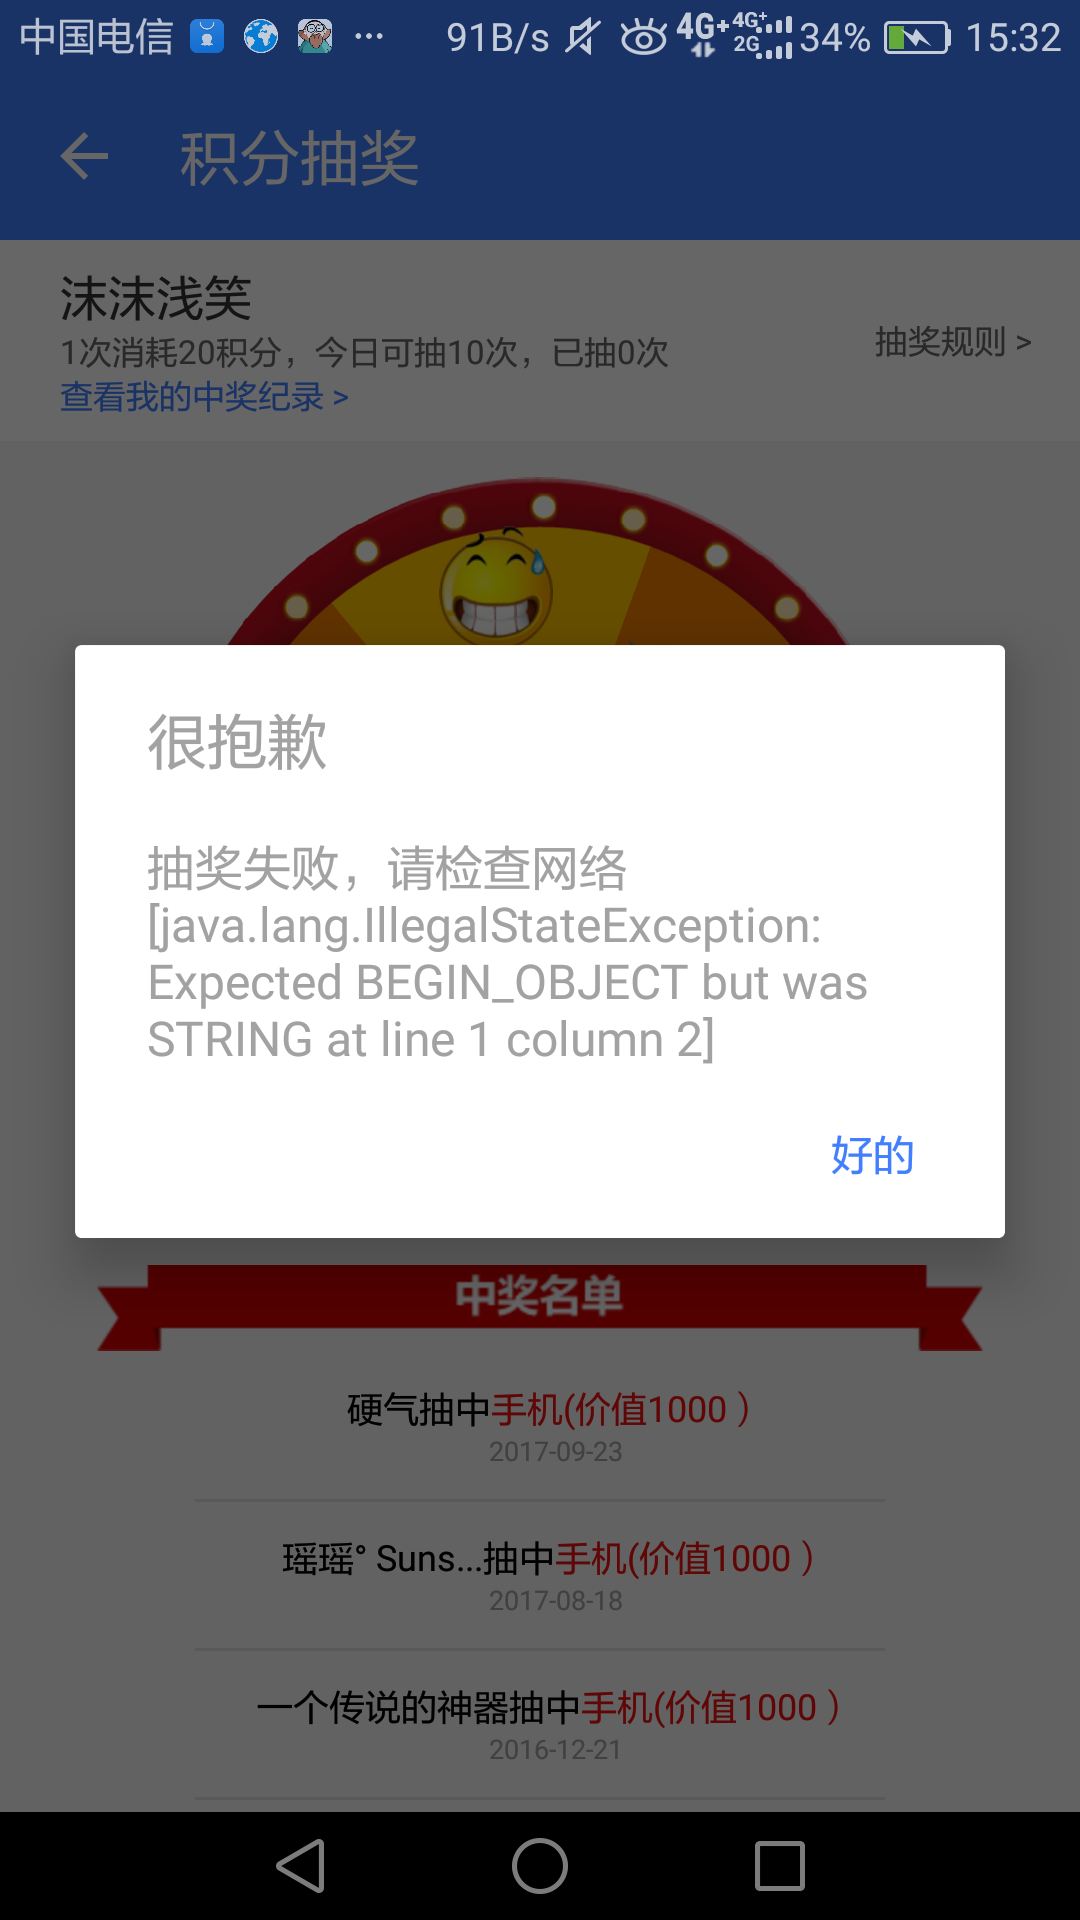 中国电信 ... 91B/s 4G+ 4G+ 2G 34% 15:32
积分抽奖
沫沫浅笑
1次消耗20积分，今日可抽10次，已抽0次
抽奖规则 >
查看我的中奖纪录 >
很抱歉
抽奖失败，请检查网络
[java.lang.IllegalStateException:
Expected BEGIN_OBJECT but was
STRING at line 1 column 2]
好的
中奖名单
硬气抽中手机(价值1000 ）
2017-09-23
瑶瑶° Suns...抽中手机(价值1000 ）
2017-08-18
一个传说的神器抽中手机(价值1000 ）
2016-12-21